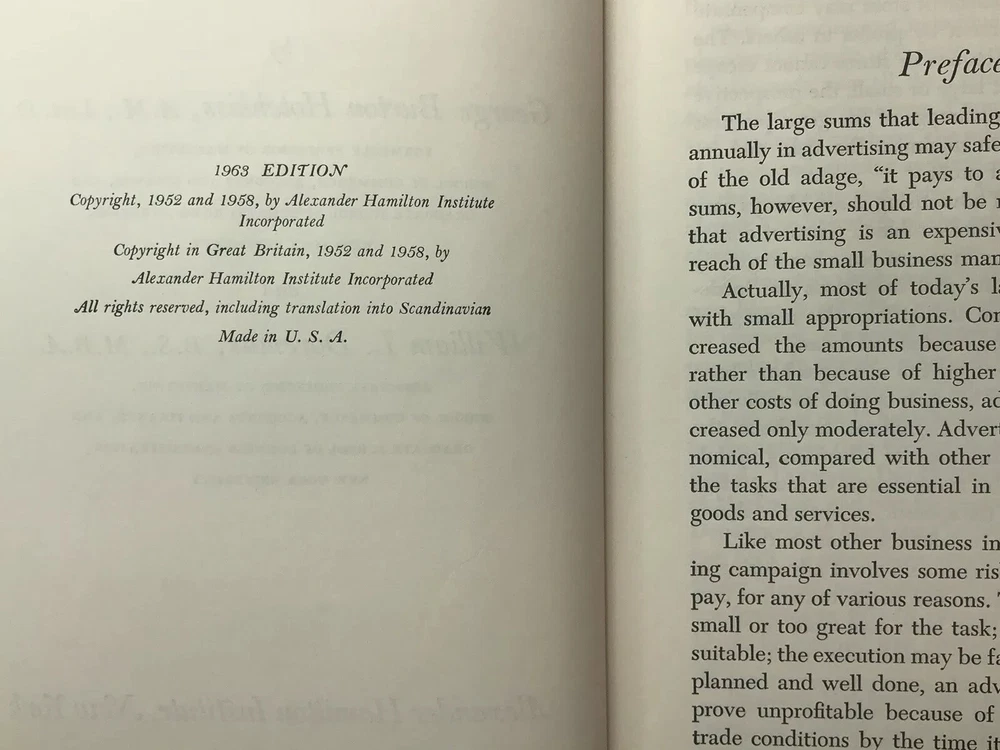 1963 EDITION
Copyright, 1952 and 1958, by Alexander Hamilton Institute
Incorporated
Copyright in Great Britain, 1952 and 1958, by
Alexander Hamilton Institute Incorporated
All rights reserved, including translation into Scandinavian
Made in U. S. A.
Preface
The large sums that leading
annually in advertising may safe
of the old adage, “it pays to a
sums, however, should not be
that advertising is an expensiv
reach of the small business man
Actually, most of today’s la
with small appropriations. Con
creased the amounts because
rather than because of higher
other costs of doing business, ad
creased only moderately. Advert
nomical, compared with other
the tasks that are essential in
goods and services.
Like most other business in
ing campaign involves some ris
pay, for any of various reasons.
small or too great for the task;
suitable; the execution may be fa
planned and well done, an adv
prove unprofitable because of
trade conditions by the time it